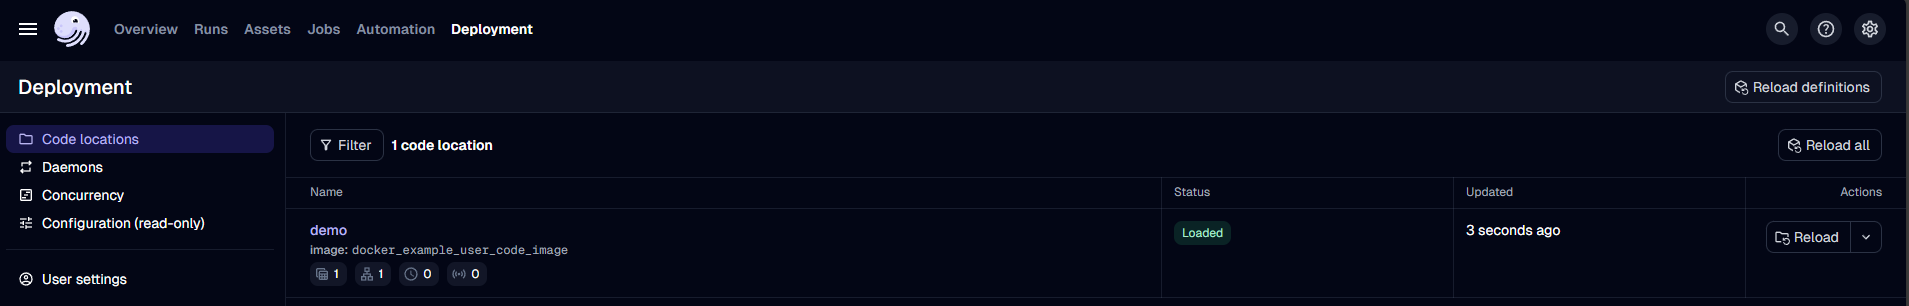 Overview Runs Assets Jobs Automation Deployment
Deployment
Reload definitions
Code locations
Daemons
Concurrency
Configuration (read-only)
User settings
Filter
1 code location
Reload all
Name Status Updated Actions
demo
image: docker_example_user_code_image
1 1 0 0
Loaded
3 seconds ago
Reload